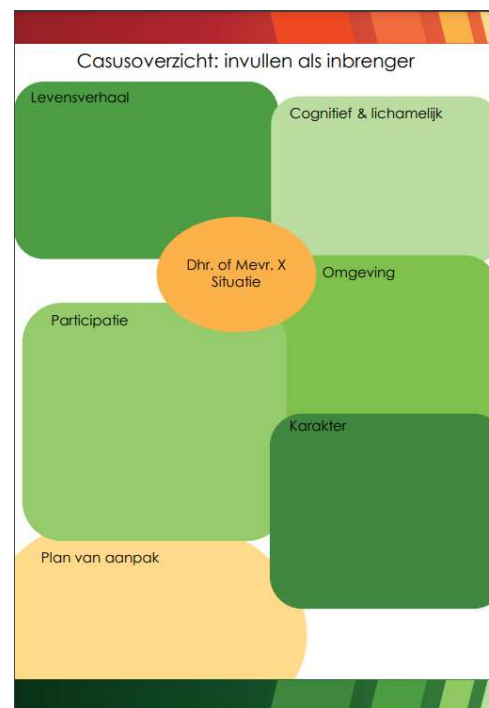 Casusoverzicht: invullen als inbrenger
Levensverhaal
Cognitief & lichamelijk
Dhr. of Mevr. X
Situatie
Omgeving
Participatie
Karakter
Plan van aanpak